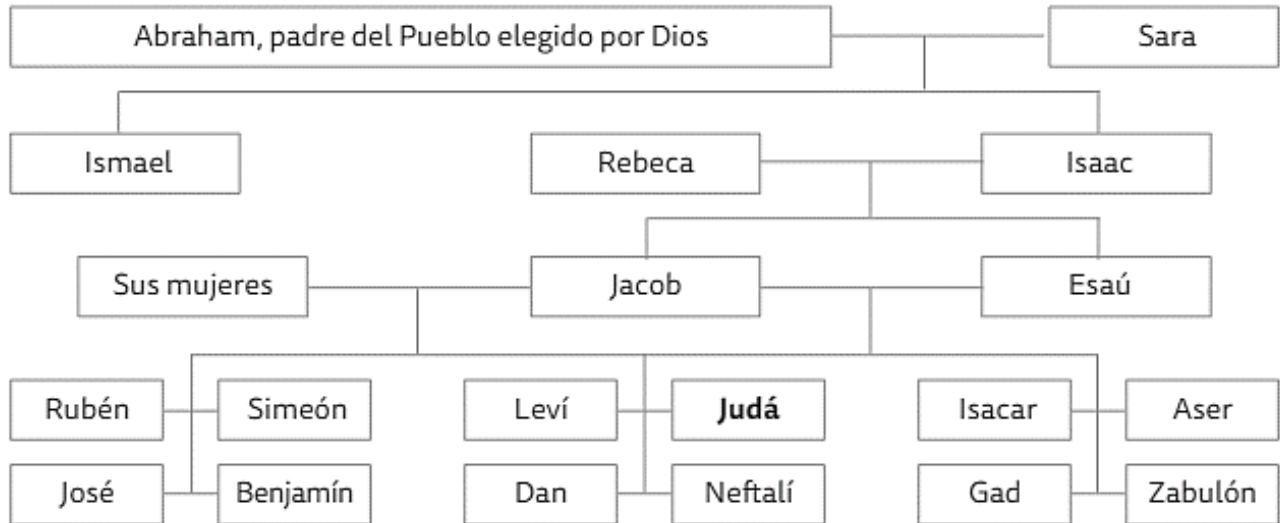 Abraham, padre del Pueblo elegido por Dios
Sara
Ismael
Rebeca
Isaac
Sus mujeres
Jacob
Esaú
Rubén
Simeón
Leví
Judá
Isacar
Aser
José
Benjamín
Dan
Neftalí
Gad
Zabulón